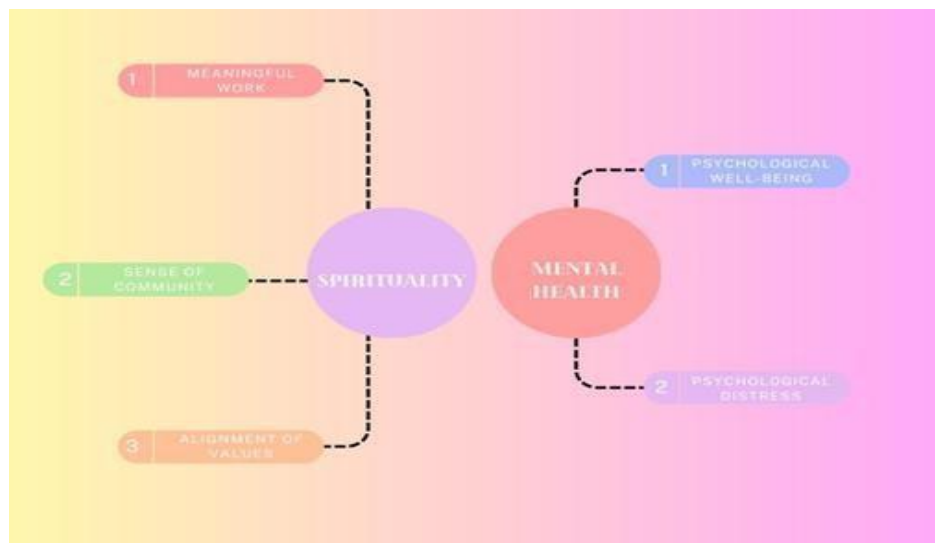 1
MEANINGFUL
WORK
2
SENSE OF
COMMUNITY
3
ALIGNMENT OF
VALUES
SPIRITUALITY
MENTAL
HEALTH
1
PSYCHOLOGICAL
WELL-BEING
2
PSYCHOLOGICAL
DISTRESS